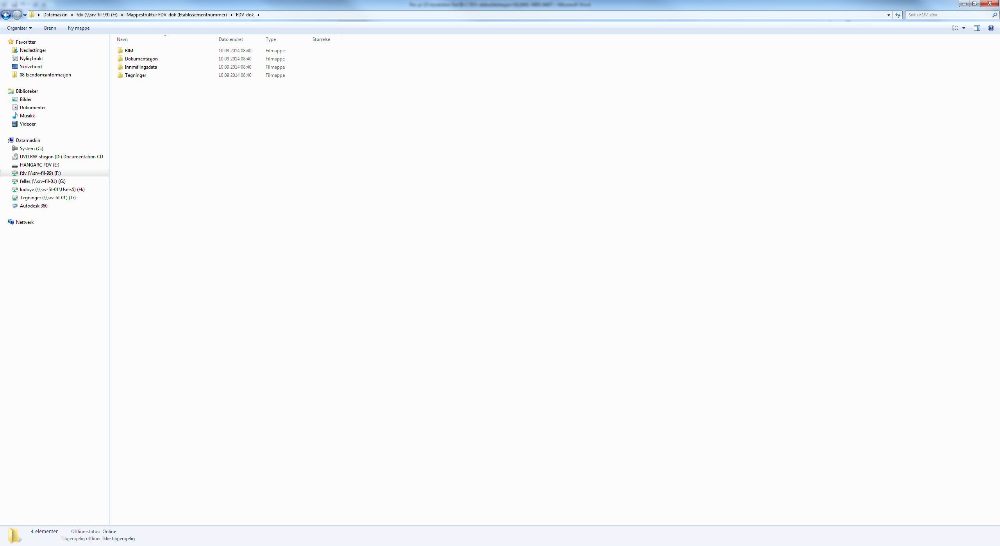 Datamaskin fdv (\\srv-fil-99) (F:) Mappestruktur FDV-dok (Etablissementnummer) FDV-dok
Søk i FDV-dok
Organiser Brenn Ny mappe
Favoritter
Nedlastinger
Nylig brukt
Skrivebord
08 Eiendomsinformasjon
Biblioteker
Bilder
Dokumenter
Musikk
Videoer
Datamaskin
System (C:)
DVD RW-stasjon (D:) Documentation CD
HANGARC FDV (E:)
fdv (\\srv-fil-99) (F:)
felles (\\srv-fil-01) (G:)
lodoyv (\\srv-fil-01\Users$) (H:)
Tegninger (\\srv-fil-01) (T:)
Autodesk 360
Nettverk
Navn Dato endret Type Størrelse
BIM 10.09.2014 08:40 Filmappe
Dokumentasjon 10.09.2014 08:40 Filmappe
Innmålingsdata 10.09.2014 08:40 Filmappe
Tegninger 10.09.2014 08:40 Filmappe
4 elementer Offline-status: Online
Tilgjengelig offline: Ikke tilgjengelig